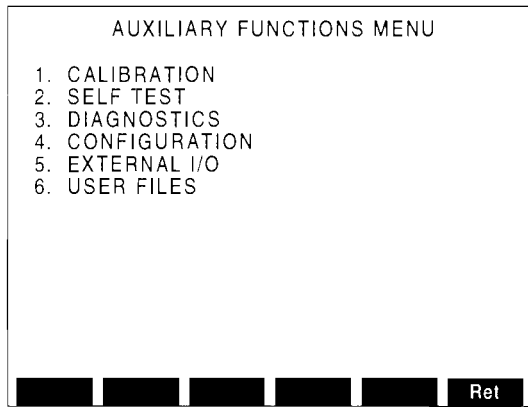 AUXILIARY FUNCTIONS MENU
1. CALIBRATION
2. SELF TEST
3. DIAGNOSTICS
4. CONFIGURATION
5. EXTERNAL I/O
6. USER FILES
Ret